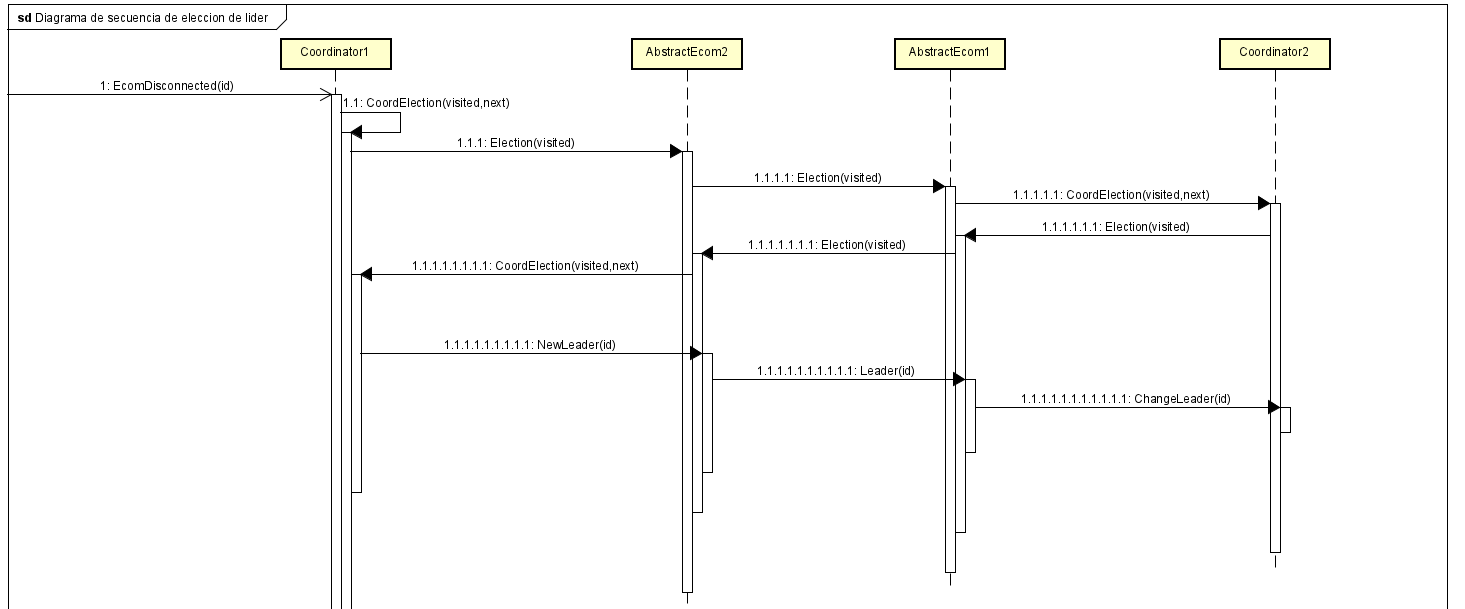 sd Diagrama de secuencia de eleccion de lider
Coordinator1
AbstractEcom2
AbstractEcom1
Coordinator2
1: EcomDisconnected(id)
1.1: CoordElection(visited,next)
1.1.1: Election(visited)
1.1.1.1: Election(visited)
1.1.1.1.1: CoordElection(visited,next)
1.1.1.1.1.1: Election(visited)
1.1.1.1.1.1.1: Election(visited)
1.1.1.1.1.1.1.1: CoordElection(visited,next)
1.1.1.1.1.1.1.1.1: NewLeader(id)
1.1.1.1.1.1.1.1.1.1: Leader(id)
1.1.1.1.1.1.1.1.1.1.1: ChangeLeader(id)